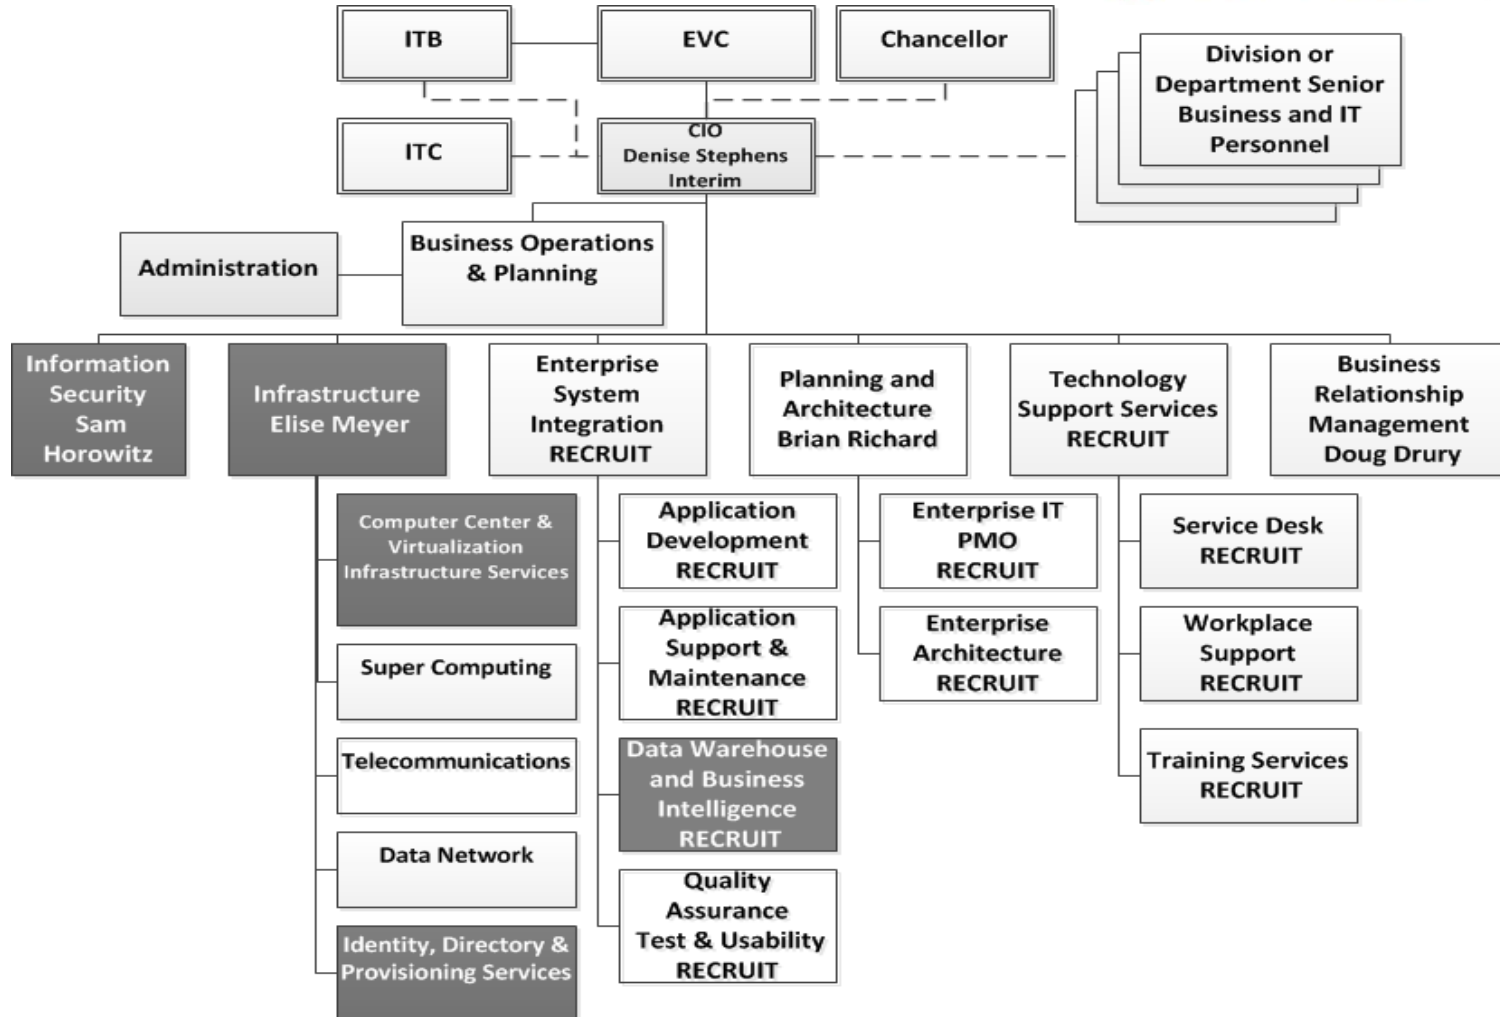 ITB
EVC
Chancellor
Division or
Department Senior
Business and IT
Personnel
ITC
CIO
Denise Stephens
Interim
Administration
Business Operations
& Planning
Information
Security
Sam
Horowitz
Infrastructure
Elise Meyer
Enterprise
System
Integration
RECRUIT
Planning and
Architecture
Brian Richard
Technology
Support Services
RECRUIT
Business
Relationship
Management
Doug Drury
Computer Center &
Virtualization
Infrastructure Services
Super Computing
Telecommunications
Data Network
Identity, Directory &
Provisioning Services
Application
Development
RECRUIT
Application
Support &
Maintenance
RECRUIT
Data Warehouse
and Business
Intelligence
RECRUIT
Quality
Assurance
Test & Usability
RECRUIT
Enterprise IT
PMO
RECRUIT
Enterprise
Architecture
RECRUIT
Service Desk
RECRUIT
Workplace
Support
RECRUIT
Training Services
RECRUIT